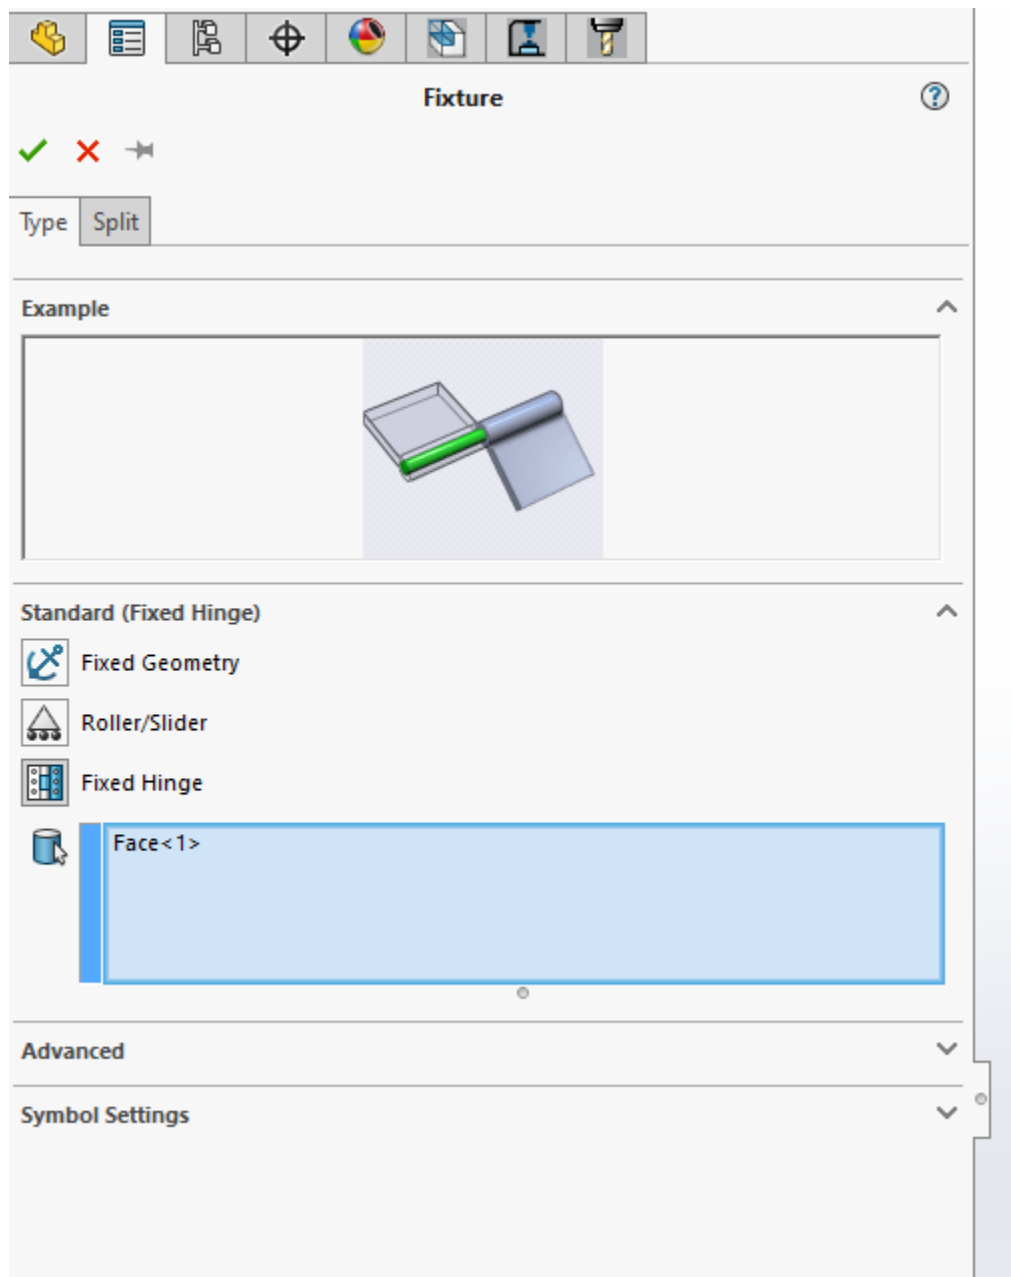 Fixture
Type Split
Example
Standard (Fixed Hinge)
Fixed Geometry
Roller/Slider
Fixed Hinge
Face<1>
Advanced
Symbol Settings